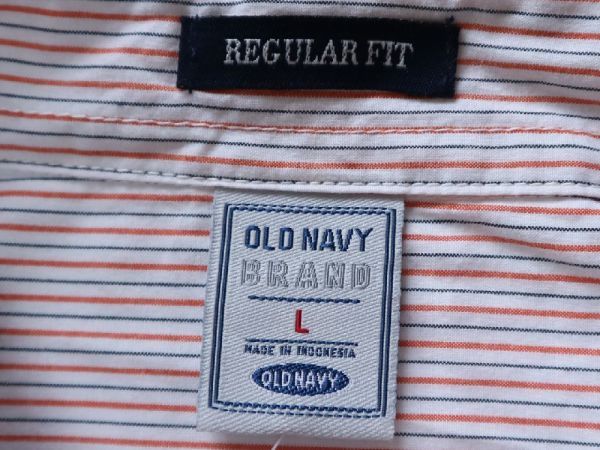 REGULAR FIT
OLD NAVY
BRAND
L
MADE IN INDONESIA
OLD NAVY